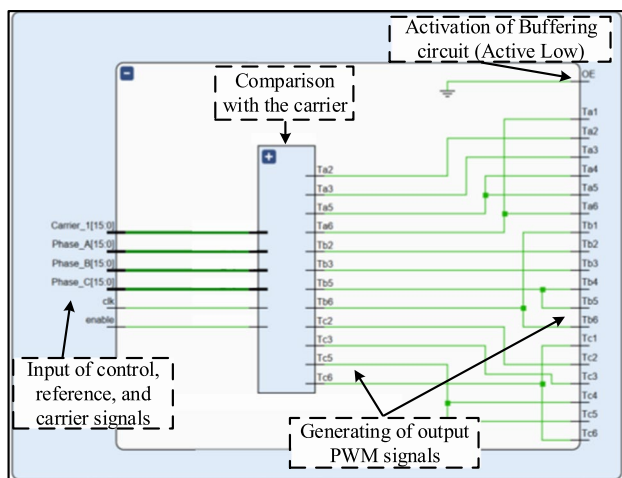 Activation of Buffering
circuit (Active Low)
OE
Comparison
with the carrier
Ta1
Ta2
Ta3
Ta4
Ta5
Ta6
Tb1
Tb2
Tb3
Tb4
Tb5
Tb6
Tc1
Tc2
Tc3
Tc4
Tc5
Tc6
Ta2
Ta3
Ta5
Ta6
Tb2
Tb3
Tb5
Tb6
Tc2
Tc3
Tc5
Tc6
Carrier_1[15:0]
Phase_A[15:0]
Phase_B[15:0]
Phase_C[15:0]
clk
enable
Input of control,
reference, and
carrier signals
Generating of output
PWM signals